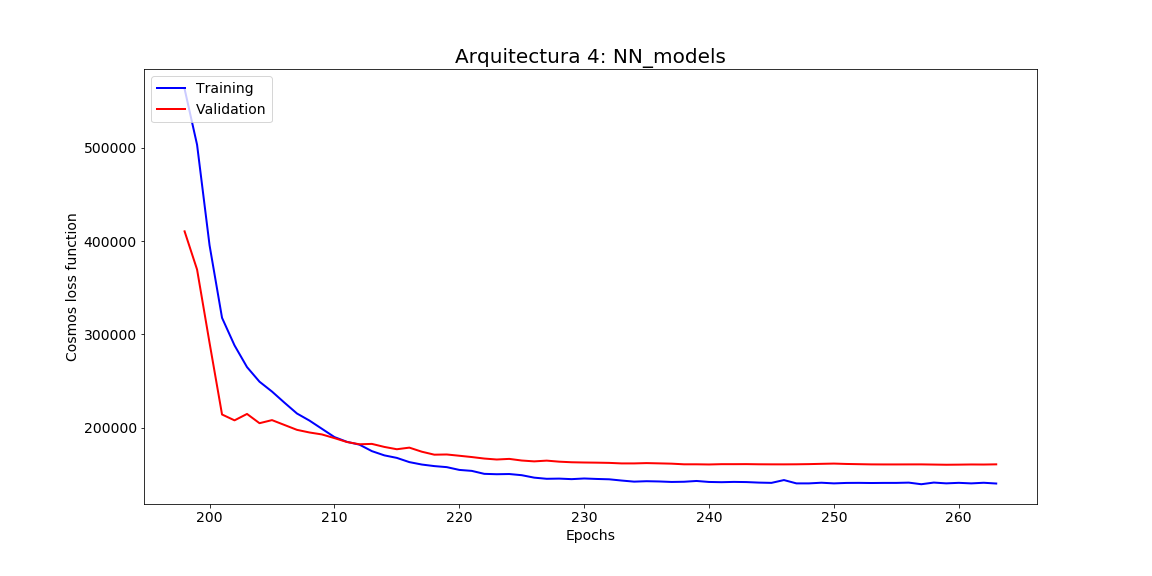 Arquitectura 4: NN_models
Training
Validation
500000
400000
300000
200000
Cosmos loss function
200 210 220 230 240 250 260
Epochs